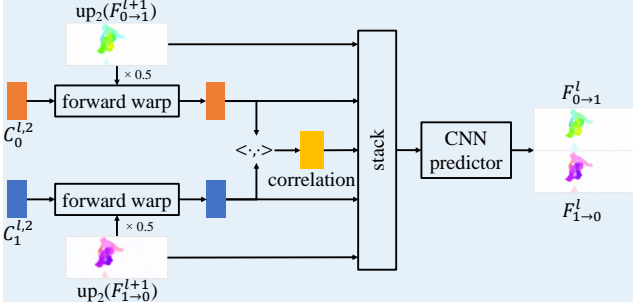 up₂(F^{l+1}_{0→1})
× 0.5
forward warp
C^{l,2}_0
<·,·>
correlation
stack
CNN
predictor
F^l_{0→1}
F^l_{1→0}
forward warp
C^{l,2}_1
× 0.5
up₂(F^{l+1}_{1→0})